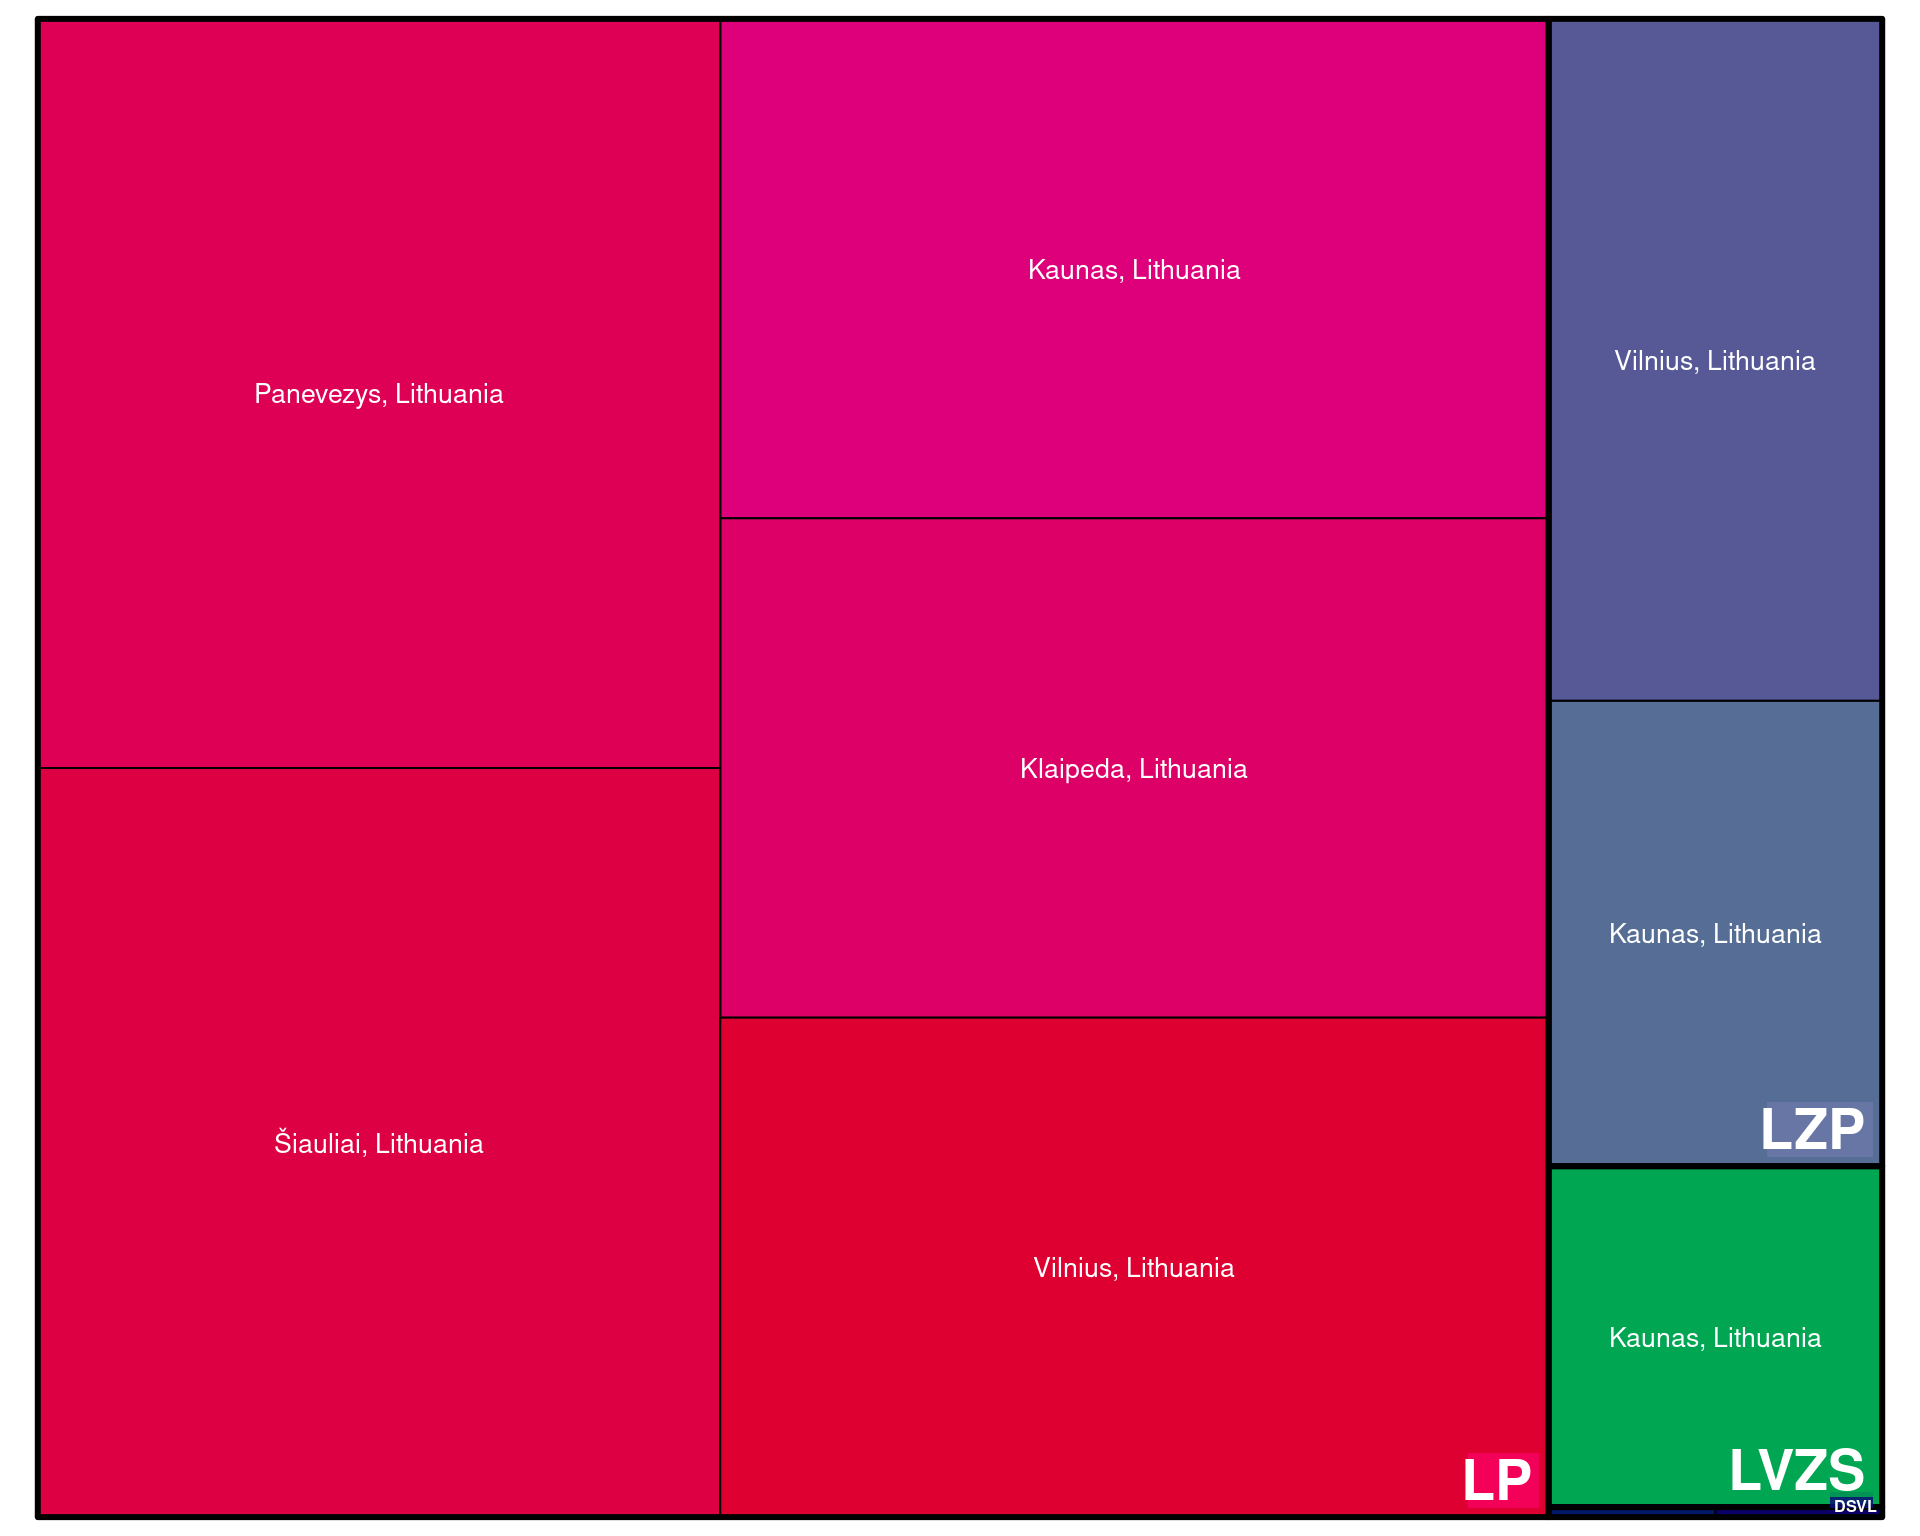 Panevezys, Lithuania
Šiauliai, Lithuania
Kaunas, Lithuania
Klaipeda, Lithuania
Vilnius, Lithuania
LP
Vilnius, Lithuania
Kaunas, Lithuania
LZP
Kaunas, Lithuania
LVZS
DSVL